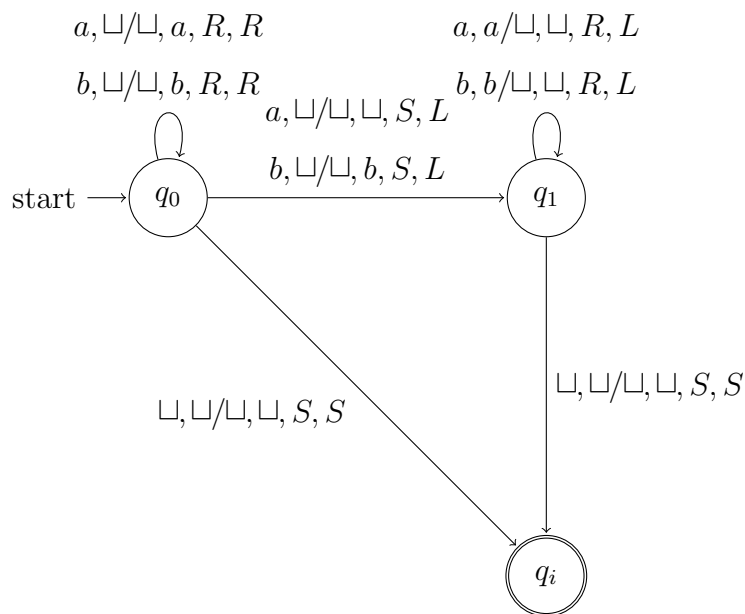 a, ⊔/⊔, a, R, R
b, ⊔/⊔, b, R, R
a, a/⊔, ⊔, R, L
b, b/⊔, ⊔, R, L
a, ⊔/⊔, ⊔, S, L
b, ⊔/⊔, b, S, L
start
q₀
q₁
⊔, ⊔/⊔, ⊔, S, S
⊔, ⊔/⊔, ⊔, S, S
qᵢ